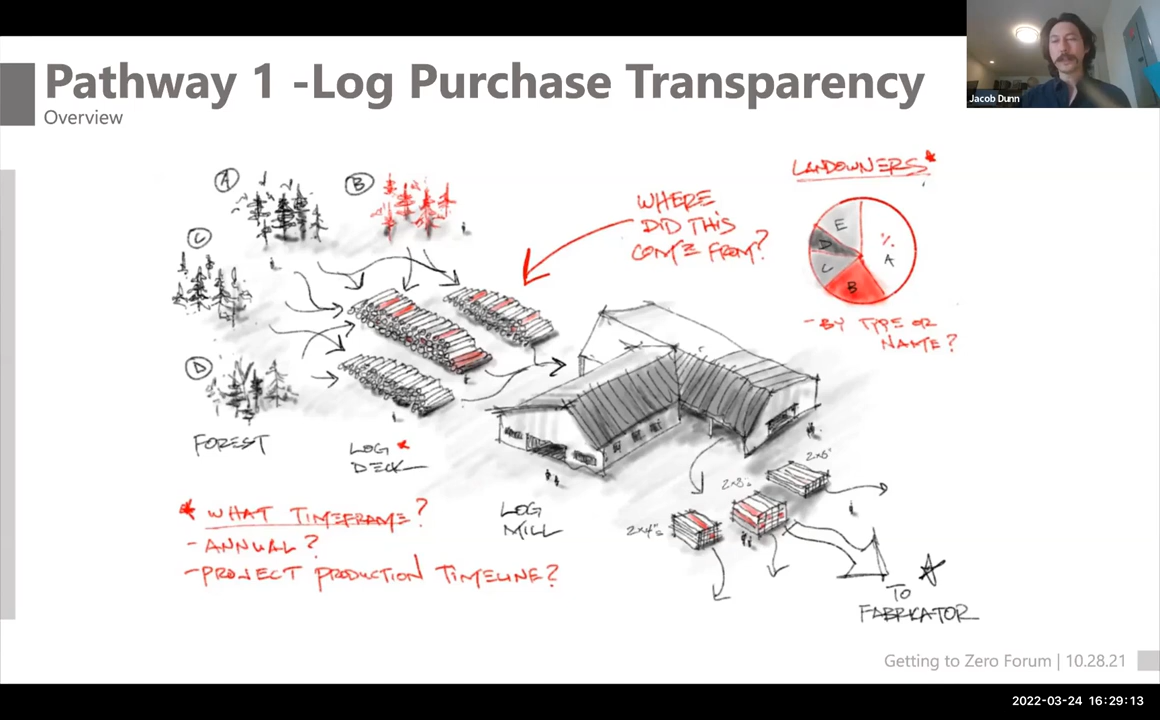 Pathway 1 -Log Purchase Transparency
Overview
Jacob Dunn
A
B
C
D
FOREST
LOG *
DECK
WHERE
DID THIS
COME FROM?
LANDOWNERS*
E
D
C
B
%
A
- BY TYPE OR
NAME?
LOG
MILL
2x6's
2x8's
2x4's
TO
FABRICATOR
* WHAT TIMEFRAME?
- ANNUAL?
- PROJECT PRODUCTION TIMELINE?
Getting to Zero Forum | 10.28.21
2022-03-24 16:29:13